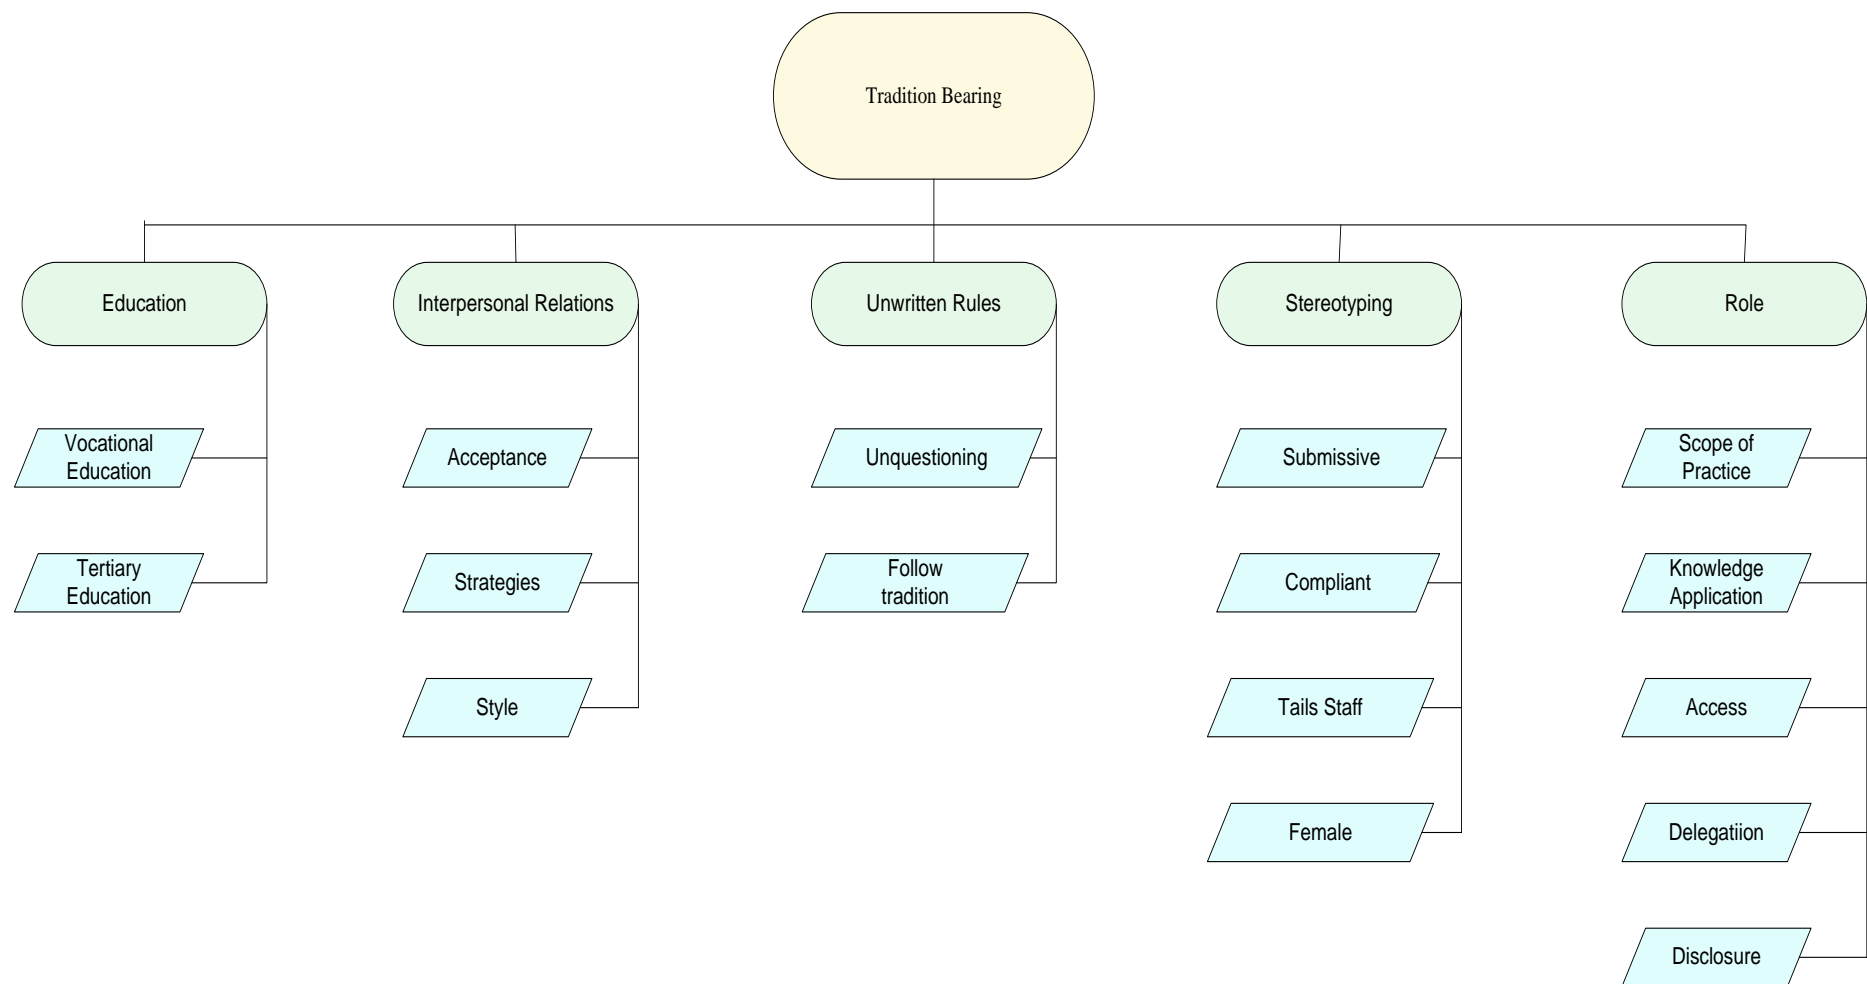 Tradition Bearing
Education
Interpersonal Relations
Unwritten Rules
Stereotyping
Role
Vocational
Education
Acceptance
Unquestioning
Submissive
Scope of
Practice
Tertiary
Education
Strategies
Follow
tradition
Compliant
Knowledge
Application
Style
Tails Staff
Access
Female
Delegatiion
Disclosure